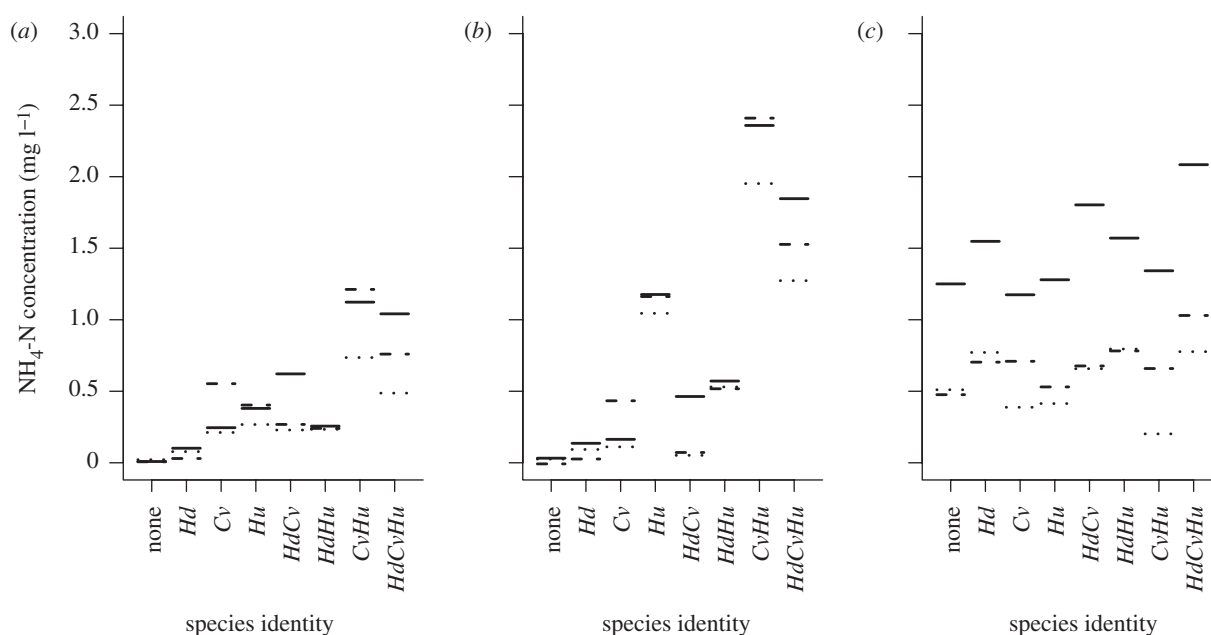 (a)
(b)
(c)
3.0
2.5
2.0
1.5
1.0
0.5
0
NH4-N concentration (mg l−1)
none
Hd
Cv
Hu
HdCv
HdHu
CvHu
HdCvHu
species identity
none
Hd
Cv
Hu
HdCv
HdHu
CvHu
HdCvHu
species identity
none
Hd
Cv
Hu
HdCv
HdHu
CvHu
HdCvHu
species identity